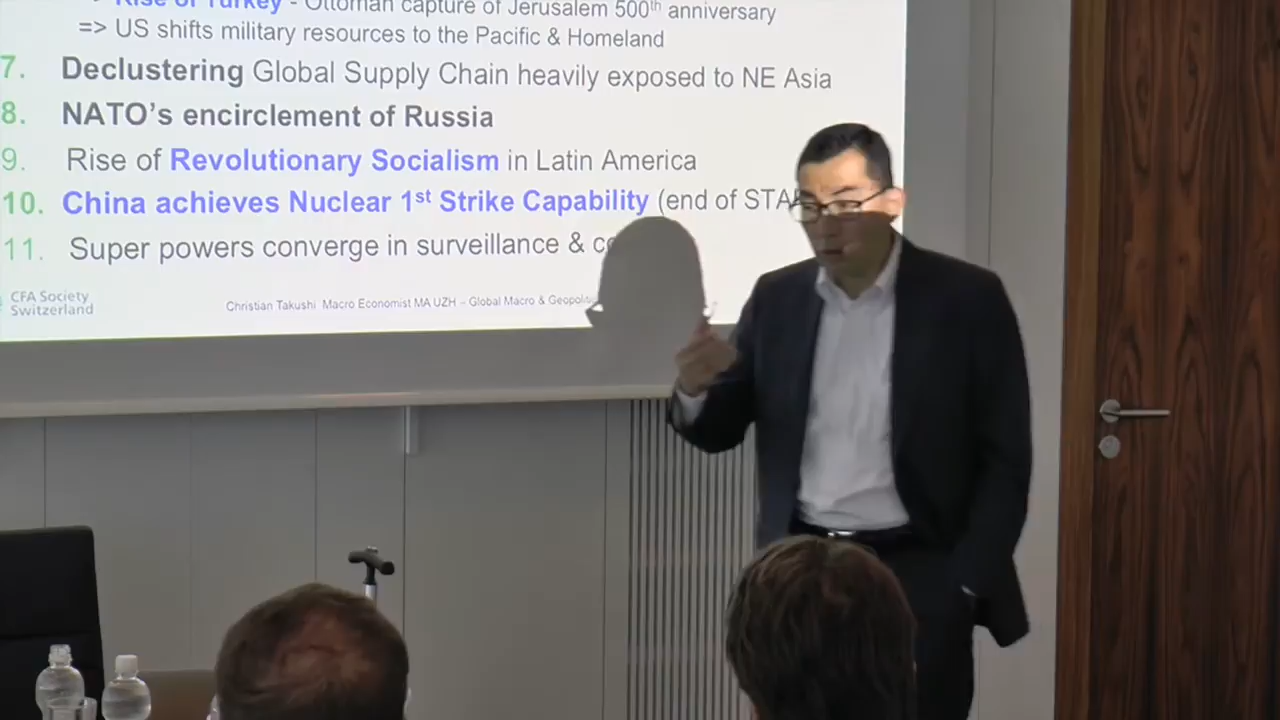 Rise of Turkey - Ottoman capture of Jerusalem 500th anniversary
=> US shifts military resources to the Pacific & Homeland
7. Declustering Global Supply Chain heavily exposed to NE Asia
8. NATO's encirclement of Russia
9. Rise of Revolutionary Socialism in Latin America
10. China achieves Nuclear 1st Strike Capability (end of
11. Super powers converge in surveillance &
CFA Society
Switzerland
Christian Takushi Macro Economist MA UZH – Global Macro &